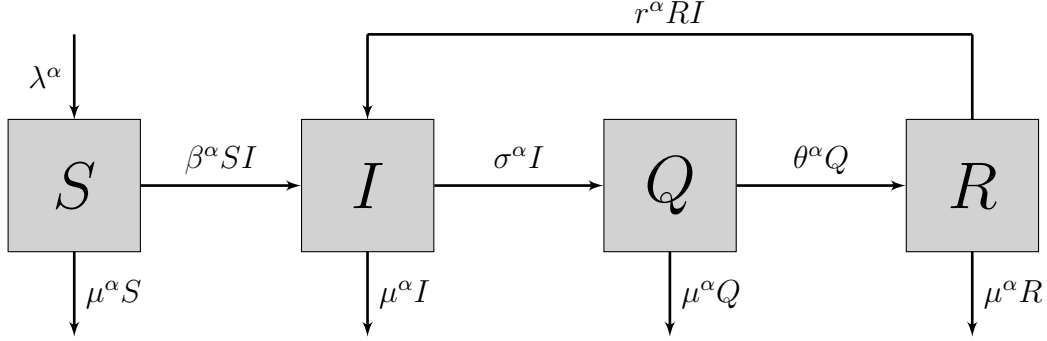 r^α RI
λ^α
S
β^α SI
I
σ^α I
Q
θ^α Q
R
μ^α S
μ^α I
μ^α Q
μ^α R